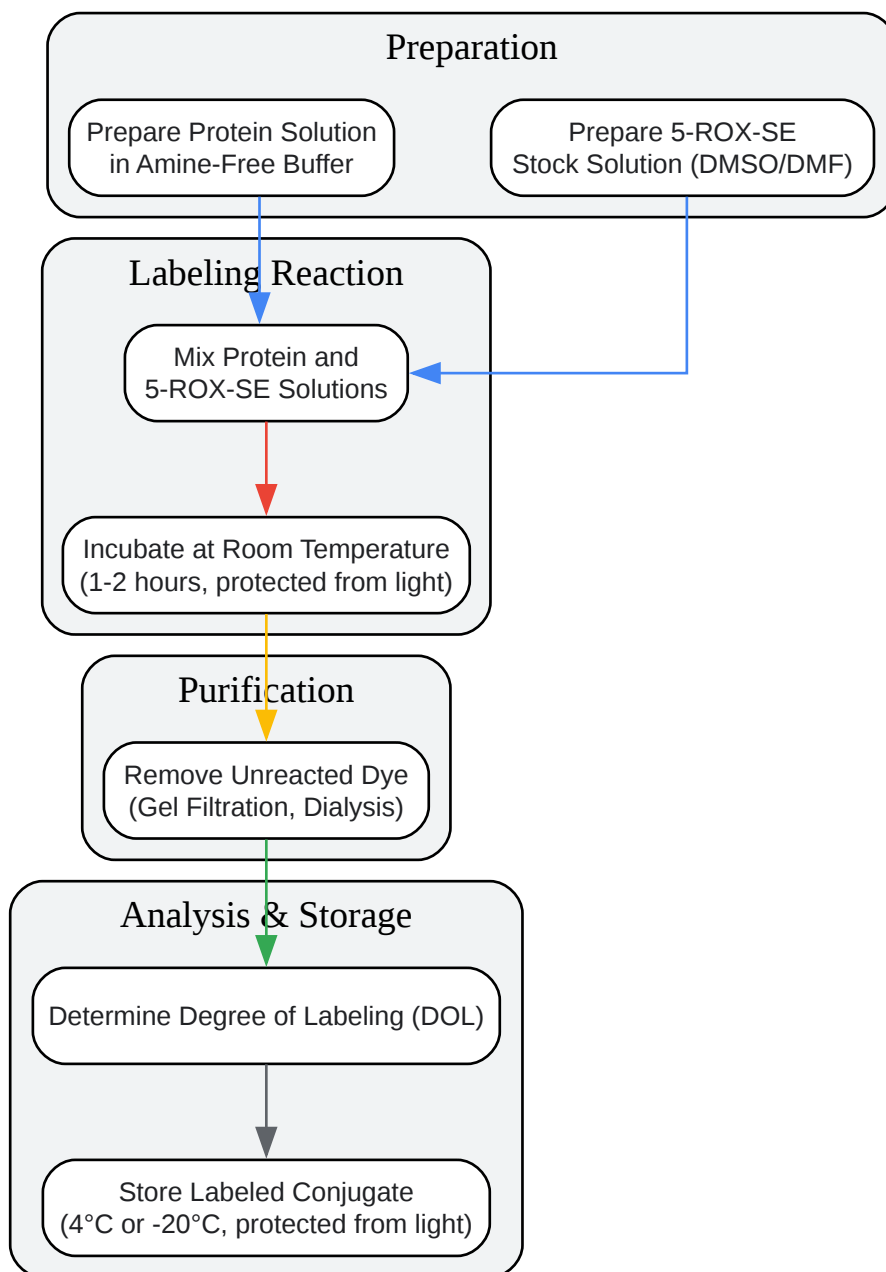 Preparation
Prepare Protein Solution
in Amine-Free Buffer
Prepare 5-ROX-SE
Stock Solution (DMSO/DMF)
Labeling Reaction
Mix Protein and
5-ROX-SE Solutions
Incubate at Room Temperature
(1-2 hours, protected from light)
Purification
Remove Unreacted Dye
(Gel Filtration, Dialysis)
Analysis & Storage
Determine Degree of Labeling (DOL)
Store Labeled Conjugate
(4°C or -20°C, protected from light)